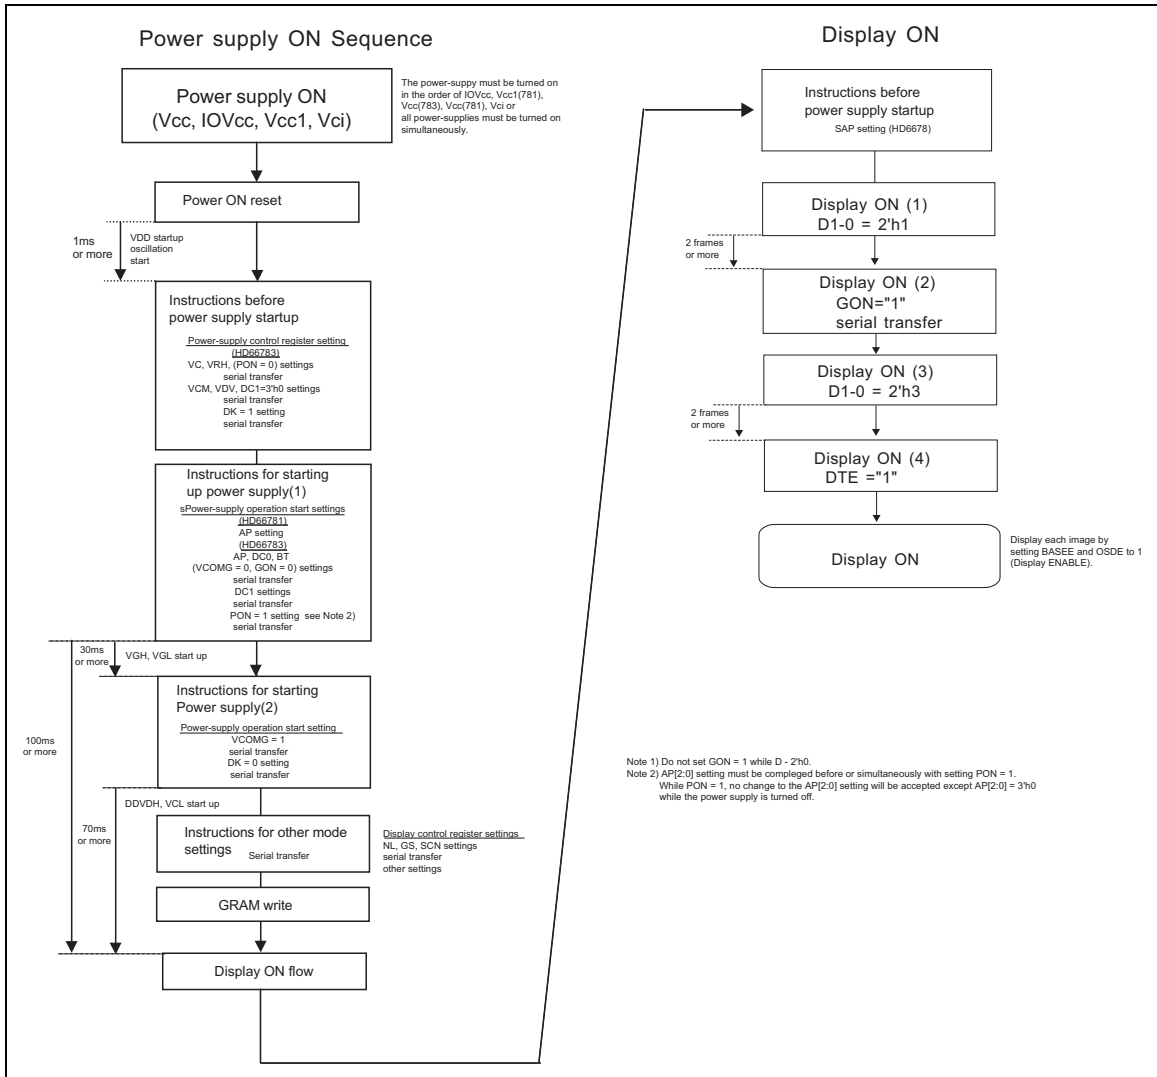 Power supply ON Sequence
Power supply ON
(Vcc, IOVcc, Vcc1, Vci)
The power-suppy must be turned on
in the order of IOVcc, Vcc1(781),
Vcc(783), Vcc(781), Vci or
all power-supplies must be turned on
simultaneously.
Power ON reset
1ms
or more
VDD startup
oscillation
start
Instructions before
power supply startup
Power-supply control register setting
(HD66783)
VC, VRH, (PON = 0) settings
serial transfer
VCM, VDV, DC1=3'h0 settings
serial transfer
DK = 1 setting
serial transfer
Instructions for starting
up power supply(1)
sPower-supply operation start settings
(HD66781)
AP setting
(HD66783)
AP, DC0, BT
(VCOMG = 0, GON = 0) settings
serial transfer
DC1 settings
serial transfer
PON = 1 setting see Note 2)
serial transfer
30ms
or more
VGH, VGL start up
100ms
or more
Instructions for starting
Power supply(2)
Power-supply operation start setting
VCOMG = 1
serial transfer
DK = 0 setting
serial transfer
DDVDH, VCL start up
70ms
or more
Instructions for other mode
settings Serial transfer
Display control register settings
NL, GS, SCN settings
serial transfer
other settings
GRAM write
Display ON flow
Display ON
Instructions before
power supply startup
SAP setting (HD6678)
Display ON (1)
D1-0 = 2'h1
2 frames
or more
Display ON (2)
GON="1"
serial transfer
Display ON (3)
D1-0 = 2'h3
2 frames
or more
Display ON (4)
DTE ="1"
Display ON
Display each image by
setting BASEE and OSDE to 1
(Display ENABLE).
Note 1) Do not set GON = 1 while D - 2'h0.
Note 2) AP[2:0] setting must be compleged before or simultaneously with setting PON = 1.
While PON = 1, no change to the AP[2:0] setting will be accepted except AP[2:0] = 3'h0
while the power supply is turned off.